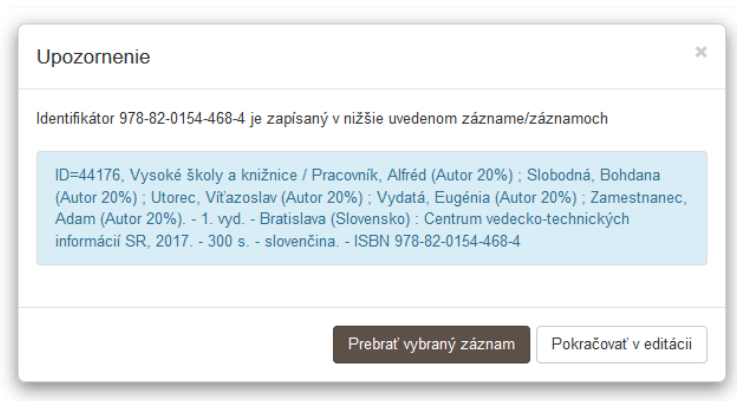 Upozornenie ×
Identifikátor 978-82-0154-468-4 je zapísaný v nižšie uvedenom zázname/záznamoch
ID=44176, Vysoké školy a knižnice / Pracovník, Alfréd (Autor 20%) ; Slobodná, Bohdana
(Autor 20%) ; Utorec, Víťazoslav (Autor 20%) ; Vydatá, Eugénia (Autor 20%) ; Zamestnanec,
Adam (Autor 20%). - 1. vyd. - Bratislava (Slovensko) : Centrum vedecko-technických
informácií SR, 2017. - 300 s. - slovenčina. - ISBN 978-82-0154-468-4
Prebrať vybraný záznam Pokračovať v editácii